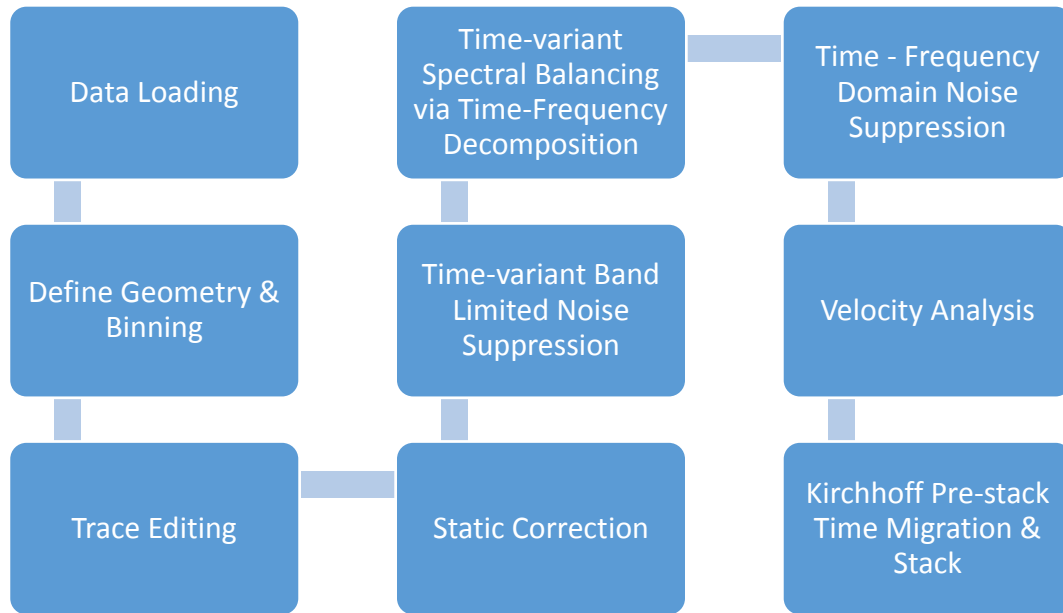 Data Loading
Define Geometry &
Binning
Trace Editing
Static Correction
Time-variant Band
Limited Noise
Suppression
Time-variant
Spectral Balancing
via Time-Frequency
Decomposition
Time - Frequency
Domain Noise
Suppression
Velocity Analysis
Kirchhoff Pre-stack
Time Migration &
Stack